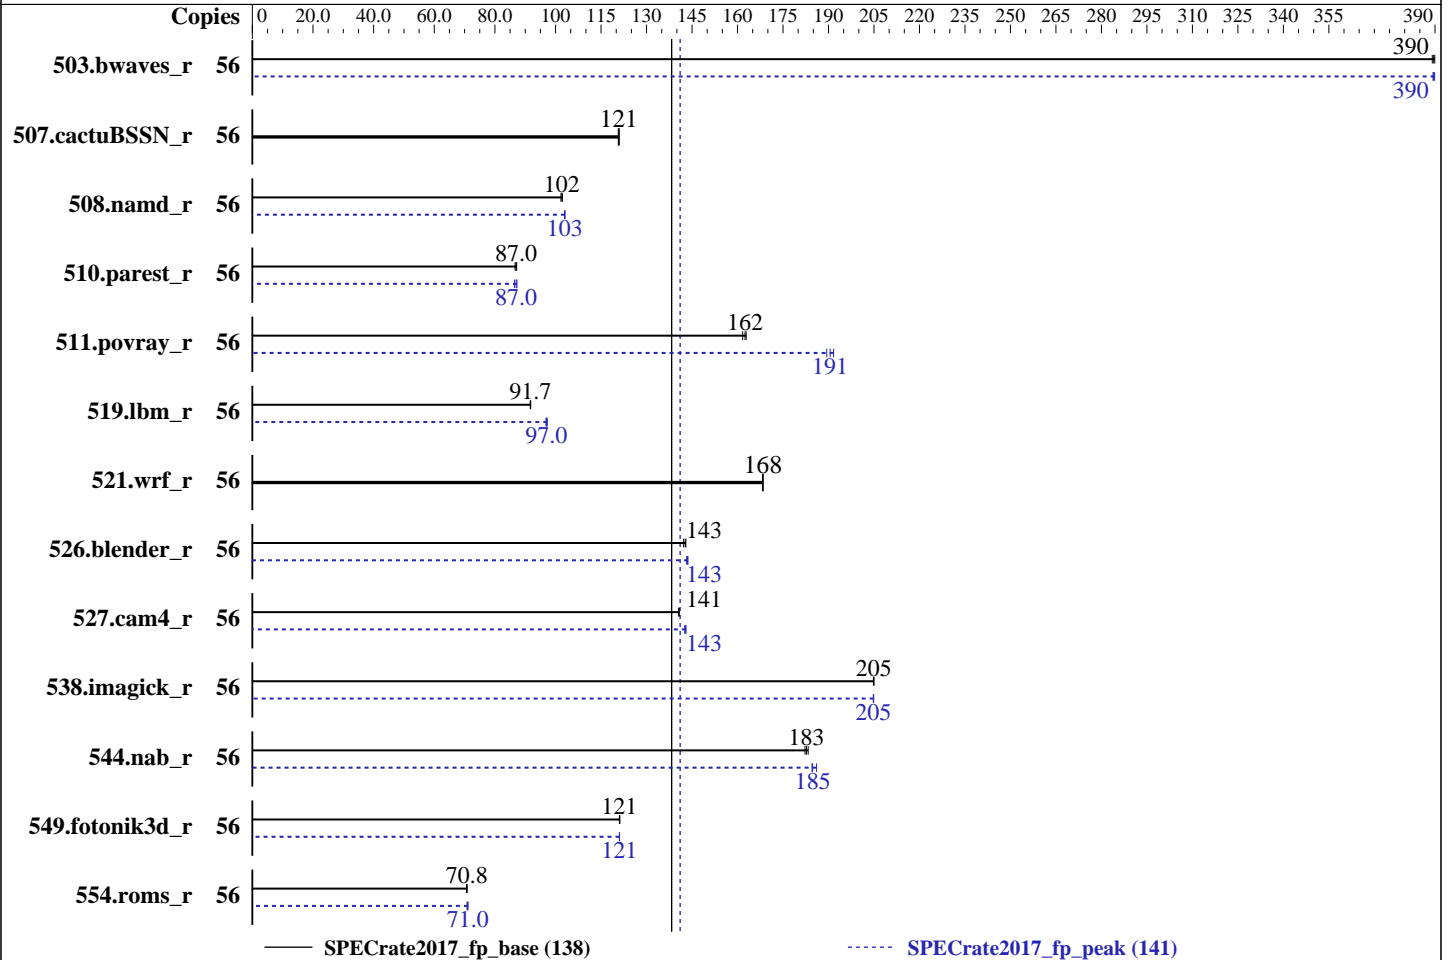 Copies 0 20.0 40.0 60.0 80.0 100 115 130 145 160 175 190 205 220 235 250 265 280 295 310 325 340 355 390
503.bwaves_r 56 390
390
507.cactuBSSN_r 56 121
508.namd_r 56 102
103
510.parest_r 56 87.0
87.0
511.povray_r 56 162
191
519.lbm_r 56 91.7
97.0
521.wrf_r 56 168
526.blender_r 56 143
143
527.cam4_r 56 141
143
538.imagick_r 56 205
205
544.nab_r 56 183
185
549.fotonik3d_r 56 121
121
554.roms_r 56 70.8
71.0
SPECrate2017_fp_base (138) SPECrate2017_fp_peak (141)